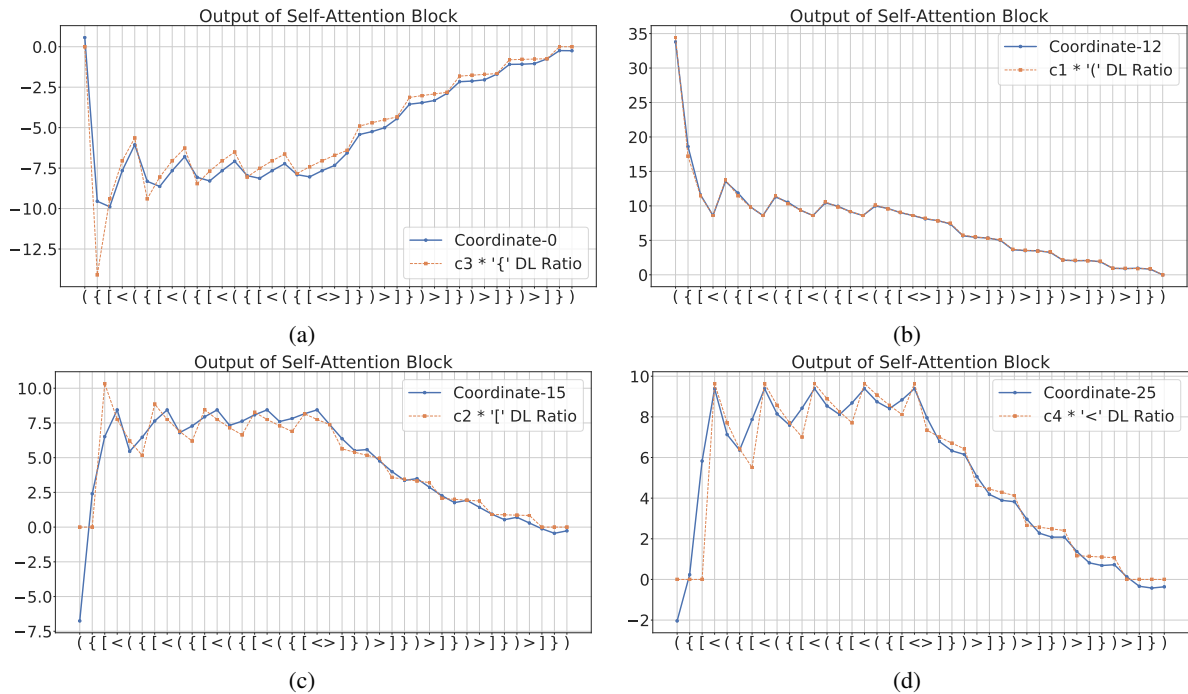 Output of Self-Attention Block
0.0
−2.5
−5.0
−7.5
−10.0
−12.5
Coordinate-0
c3 * '{' DL Ratio
( { [ < ( { [ < ( { [ < ( { [ < ( { [ <> ] } ) > ] } ) > ] } ) > ] } ) > ] } )
(a)
Output of Self-Attention Block
35
30
25
20
15
10
5
0
Coordinate-12
c1 * '(' DL Ratio
( { [ < ( { [ < ( { [ < ( { [ < ( { [ <> ] } ) > ] } ) > ] } ) > ] } ) > ] } )
(b)
Output of Self-Attention Block
10.0
7.5
5.0
2.5
0.0
−2.5
−5.0
−7.5
Coordinate-15
c2 * '[' DL Ratio
( { [ < ( { [ < ( { [ < ( { [ < ( { [ <> ] } ) > ] } ) > ] } ) > ] } ) > ] } )
(c)
Output of Self-Attention Block
10
8
6
4
2
0
−2
Coordinate-25
c4 * '<' DL Ratio
( { [ < ( { [ < ( { [ < ( { [ < ( { [ <> ] } ) > ] } ) > ] } ) > ] } ) > ] } )
(d)